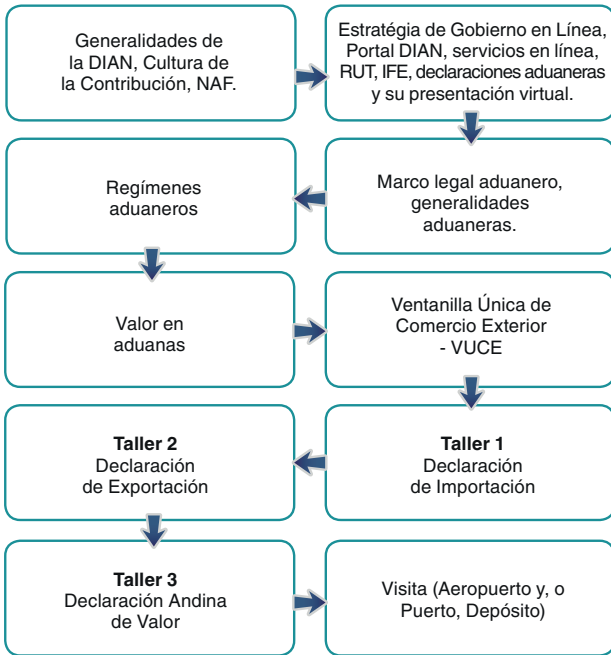 Generalidades de
la DIAN, Cultura de
la Contribución, NAF.
Estratégia de Gobierno en Línea,
Portal DIAN, servicios en línea,
RUT, IFE, declaraciones aduaneras
y su presentación virtual.
Marco legal aduanero,
generalidades
aduaneras.
Regímenes
aduaneros
Valor en
aduanas
Ventanilla Única de
Comercio Exterior
- VUCE
Taller 1
Declaración
de Importación
Taller 2
Declaración
de Exportación
Taller 3
Declaración Andina
de Valor
Visita (Aeropuerto y, o
Puerto, Depósito)